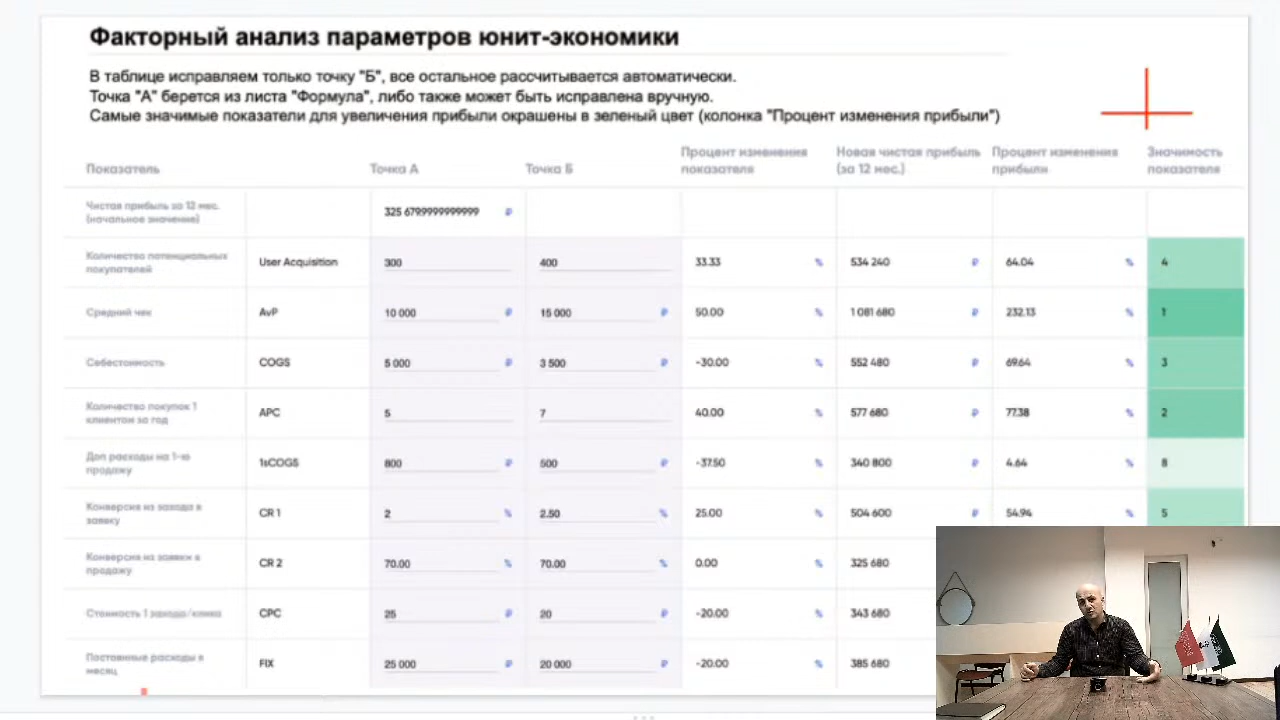 Факторный анализ параметров юнит-экономики
В таблице исправляем только точку "Б", все остальное рассчитывается автоматически.
Точка "А" берется из листа "Формула", либо также может быть исправлена вручную.
Самые значимые показатели для увеличения прибыли окрашены в зеленый цвет (колонка "Процент изменения прибыли")
Показатель Точка А Точка Б Процент изменения показателя Новая чистая прибыль (за 12 мес.) Процент изменения прибыли Значимость показателя
Чистая прибыль за 12 мес. (начальное значение) 325 679.9999999999 ₽
Количество потенциальных покупателей User Acquisition 300 400 33.33 % 534 240 ₽ 64.04 % 4
Средний чек AvP 10 000 ₽ 15 000 ₽ 50.00 % 1 081 680 ₽ 232.13 % 1
Себестоимость COGS 5 000 ₽ 3 500 ₽ -30.00 % 552 480 ₽ 69.64 % 3
Количество покупок 1 клиентом за год APC 5 7 40.00 % 577 680 ₽ 77.38 % 2
Доп расходы на 1-ю продажу 1sCOGS 800 ₽ 500 ₽ -37.50 % 340 800 ₽ 4.64 % 8
Конверсия из захода в заявку CR 1 2 % 2.50 % 25.00 % 504 600 ₽ 54.94 % 5
Конверсия из заявки в продажу CR 2 70.00 % 70.00 % 0.00 % 325 680
Стоимость 1 захода/клика CPC 25 ₽ 20 ₽ -20.00 % 343 680
Постоянные расходы в месяц FIX 25 000 ₽ 20 000 ₽ -20.00 % 385 680